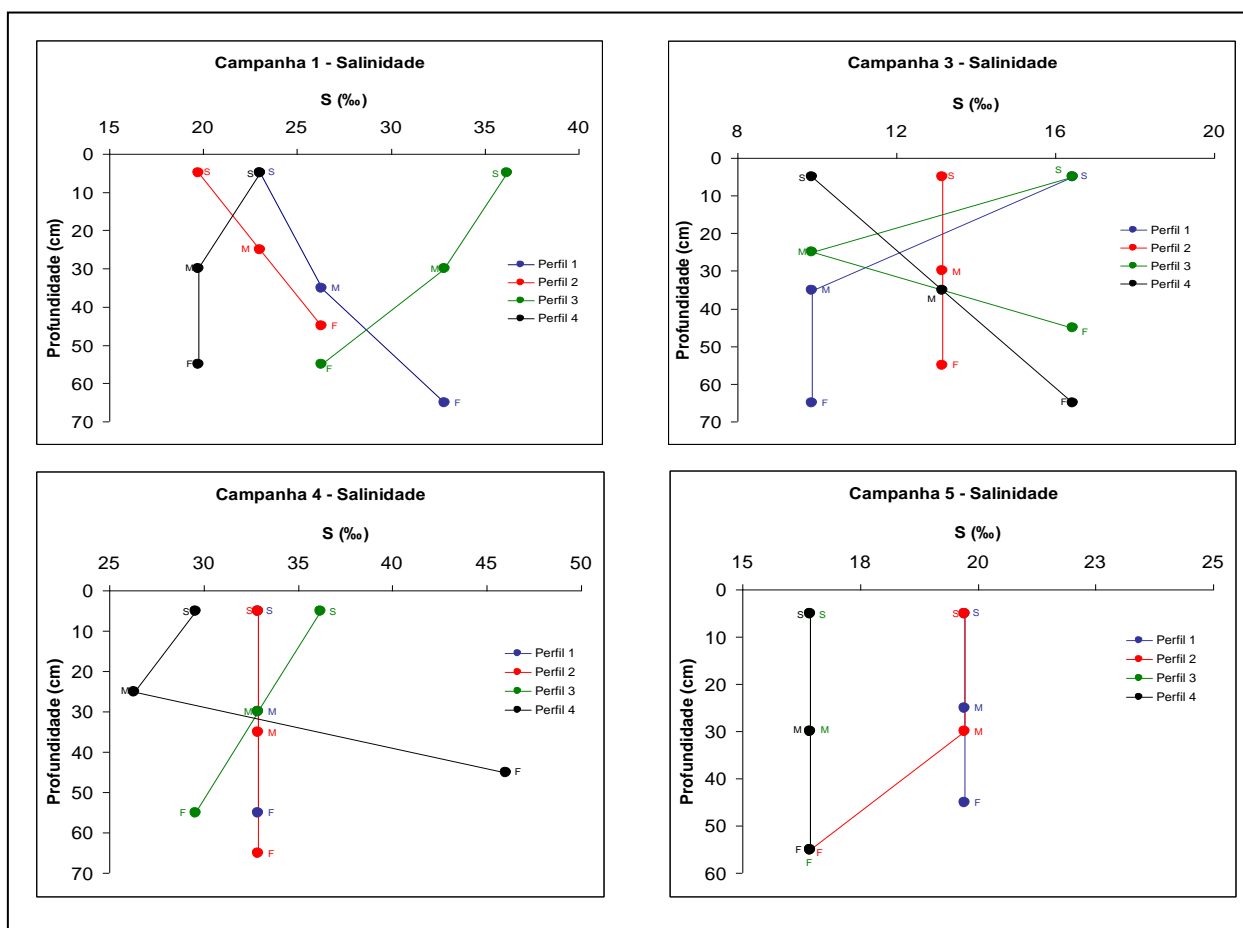 Campanha 1 - Salinidade
S (‰)
15 20 25 30 35 40
0
10
20
30
40
50
60
70
Profundidade (cm)
S S S S
M M M M
F F F F
Perfil 1
Perfil 2
Perfil 3
Perfil 4
Campanha 3 - Salinidade
S (‰)
8 12 16 20
0
10
20
30
40
50
60
70
Profundidade (cm)
S S S S
M M M M
F F F F
Perfil 1
Perfil 2
Perfil 3
Perfil 4
Campanha 4 - Salinidade
S (‰)
25 30 35 40 45 50
0
10
20
30
40
50
60
70
Profundidade (cm)
S S S S
M M M M
F F F F
Perfil 1
Perfil 2
Perfil 3
Perfil 4
Campanha 5 - Salinidade
S (‰)
15 18 20 23 25
0
10
20
30
40
50
60
Profundidade (cm)
S S S S
M M M M
F F F F
Perfil 1
Perfil 2
Perfil 3
Perfil 4